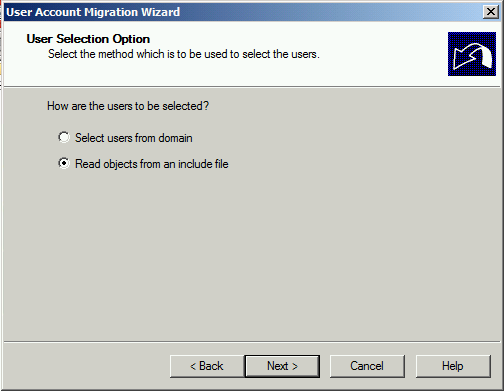 User Account Migration Wizard
User Selection Option
Select the method which is to be used to select the users.
How are the users to be selected?
Select users from domain
Read objects from an include file
< Back
Next >
Cancel
Help